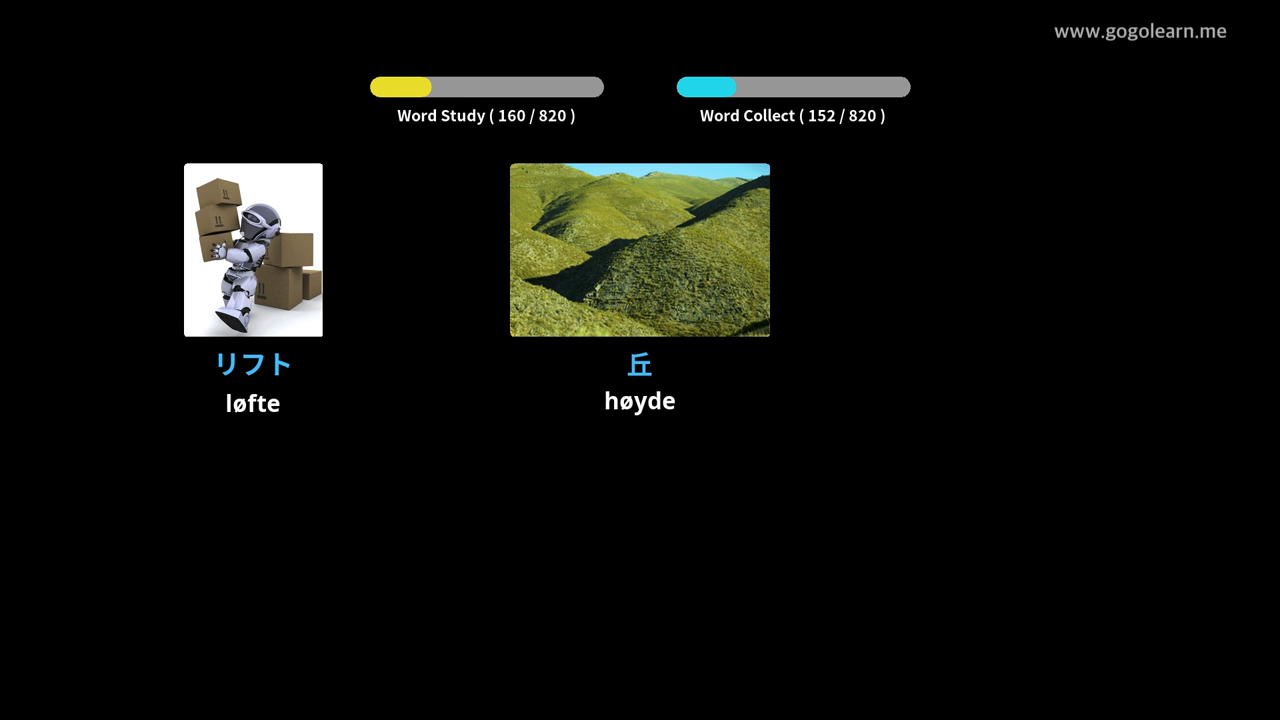 www.gogolearn.me
Word Study ( 160 / 820 )
Word Collect ( 152 / 820 )
リフト
løfte
丘
høyde